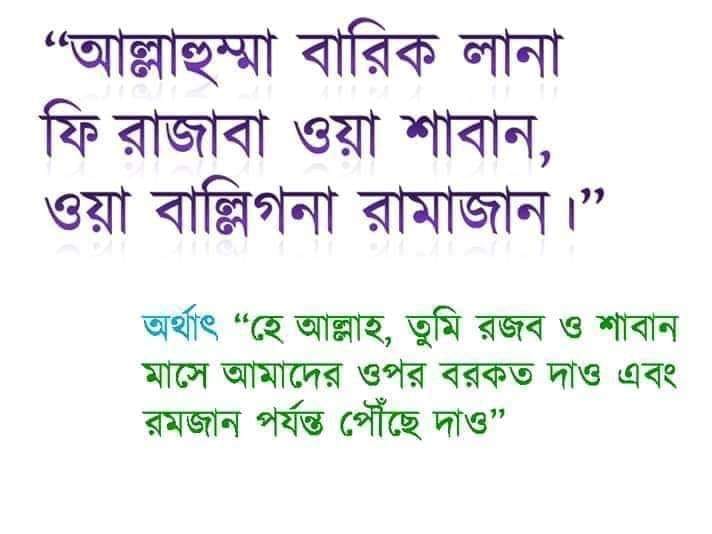 “আল্লাহুম্মা বারিক লানা
ফি রাজাবা ওয়া শাবান,
ওয়া বাল্লিগনা রামাজান।”
অর্থাৎ “হে আল্লাহ, তুমি রজব ও শাবান
মাসে আমাদের ওপর বরকত দাও এবং
রমজান পর্যন্ত পৌঁছে দাও”